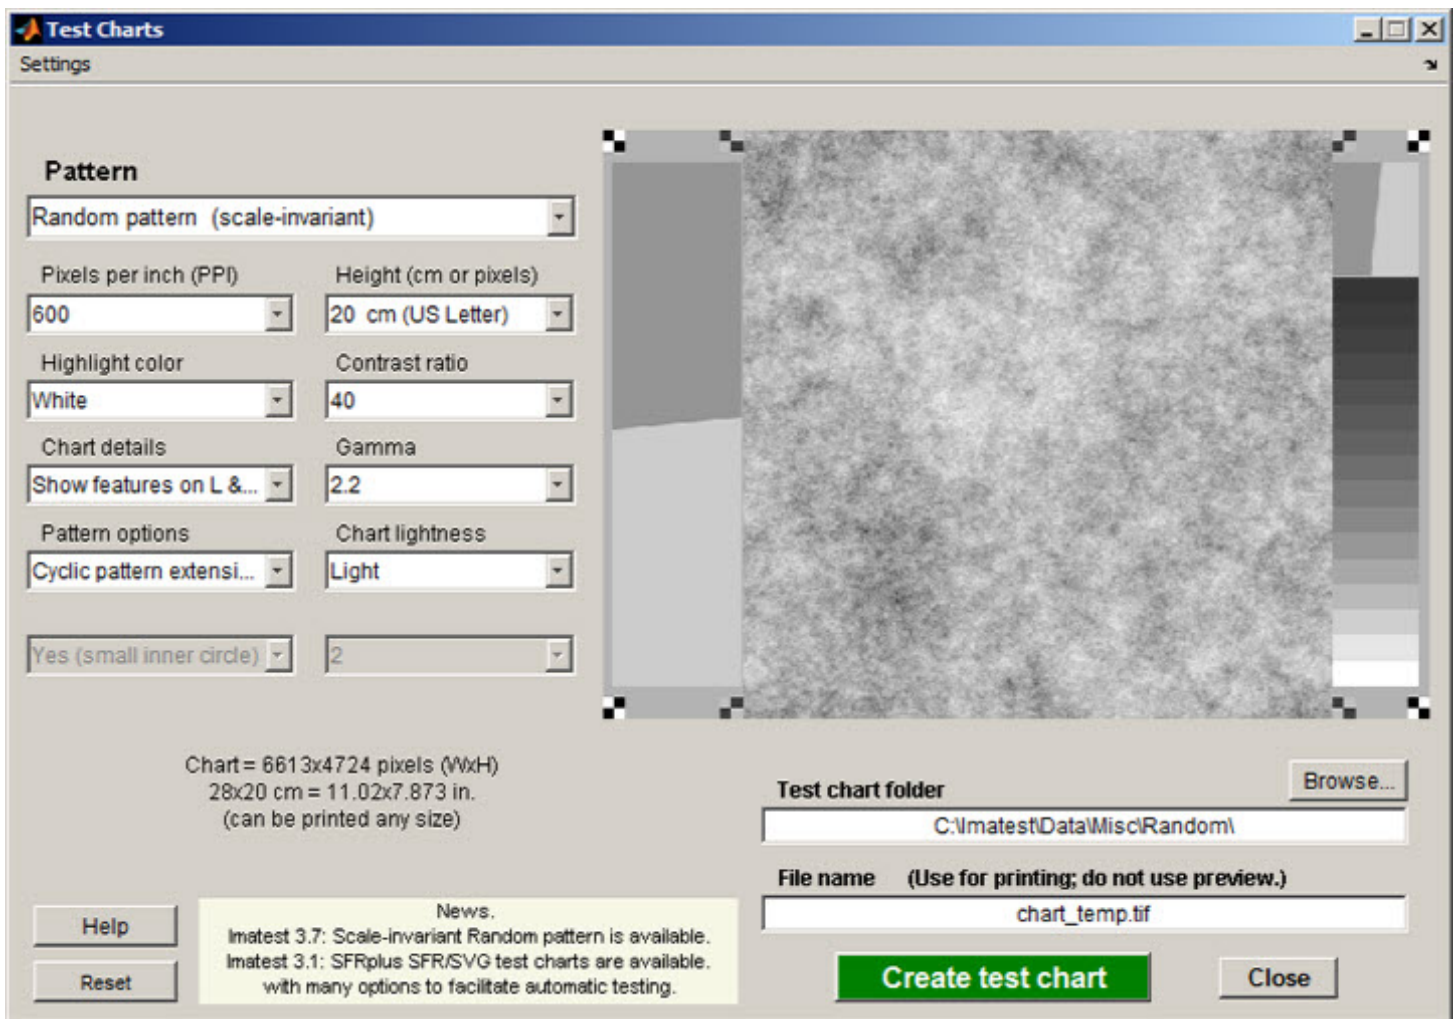 Test Charts
Settings
Pattern
Random pattern (scale-invariant)
Pixels per inch (PPI)
Height (cm or pixels)
600
20 cm (US Letter)
Highlight color
Contrast ratio
White
40
Chart details
Gamma
Show features on L &...
2.2
Pattern options
Chart lightness
Cyclic pattern extensi...
Light
Yes (small inner circle)
2
Chart = 6613x4724 pixels (WxH)
28x20 cm = 11.02x7.873 in.
(can be printed any size)
Browse...
Test chart folder
C:\Imatest\Data\Misc\Random\
File name (Use for printing; do not use preview.)
chart_temp.tif
Help
Reset
News.
Imatest 3.7: Scale-invariant Random pattern is available.
Imatest 3.1: SFRplus SFR/SVG test charts are available.
with many options to facilitate automatic testing.
Create test chart
Close